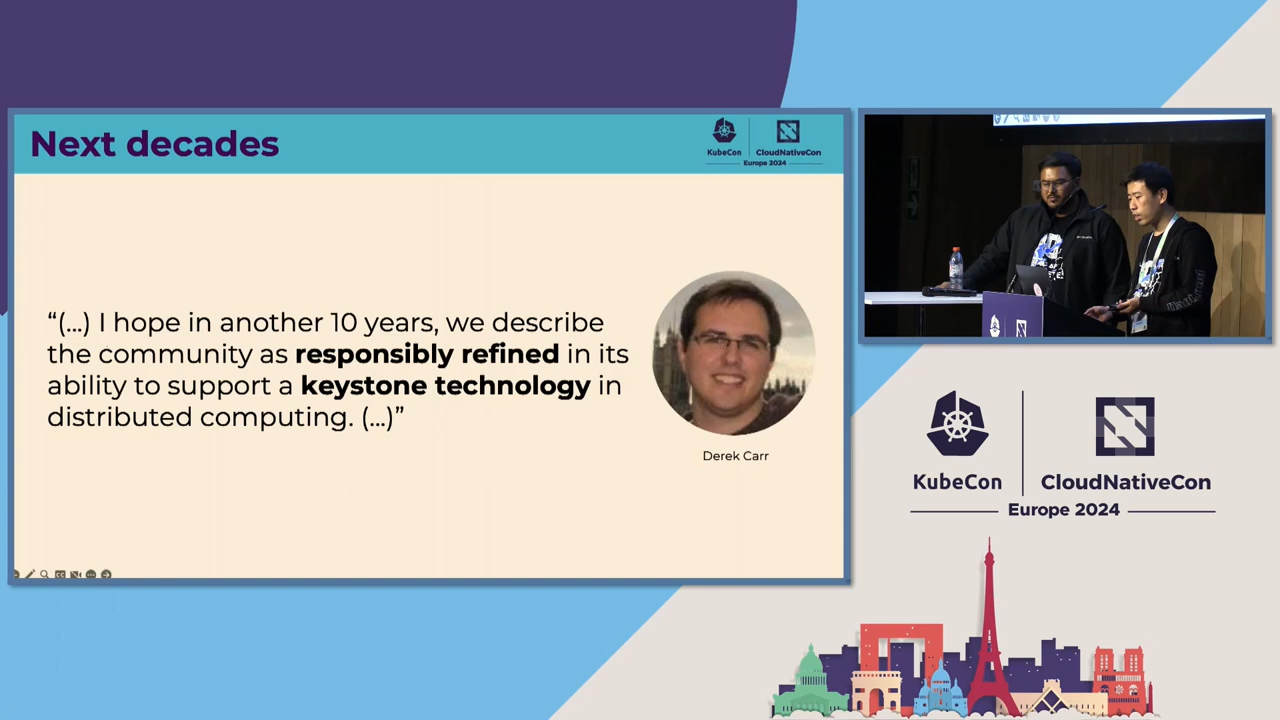 Next decades
KubeCon
CloudNativeCon
Europe 2024
“(...) I hope in another 10 years, we describe
the community as responsibly refined in its
ability to support a keystone technology in
distributed computing. (...)”
Derek Carr
KubeCon
CloudNativeCon
Europe 2024